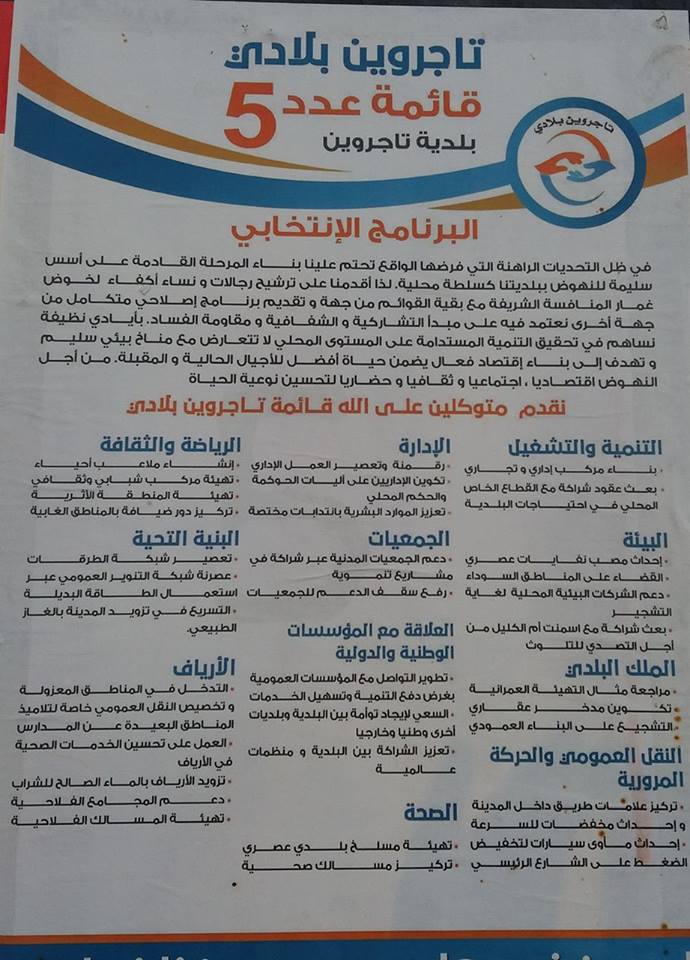 تاجروين بلادي
قائمة عدد 5
بلدية تاجروين
تاجروين بلادي
البرنامج الإنتخابي
في ظل التحديات الراهنة التي فرضها الواقع تحتم علينا بناء المرحلة القادمة على أسس
سليمة للنهوض ببلديتنا كسلطة محلية. لذا أقدمنا على ترشيح رجالات و نساء أكفاء لخوض
غمار المنافسة الشريفة مع بقية القوائم من جهة و تقديم برنامج إصلاحي متكامل من
جهة أخرى نعتمد فيه على مبدأ التشاركية و الشفافية و مقاومة الفساد. بأيادي نظيفة
نساهم في تحقيق التنمية المستدامة على المستوى المحلي لا تتعارض مع مناخ بيئي سليم
و تهدف إلى بناء إقتصاد فعال يضمن حياة أفضل للأجيال الحالية و المقبلة. من أجل
النهوض اقتصاديا ، اجتماعيا و ثقافيا و حضاريا لتحسين نوعية الحياة
نقدم متوكلين على الله قائمة تاجروين بلادي
التنمية والتشغيل
• بناء مركب إداري و تجاري
• بعث عقود شراكة مع القطاع الخاص
المحلي في احتياجات البلدية
البيئة
• إحداث مصب نفايات عصري
• القضاء على المناطق السوداء
• دعم الشركات البيئية المحلية لغاية
التشجير
• بعث شراكة مع اسمنت أم الكليل من
أجل التصدي للتلوث
الملك البلدي
• مراجعة مثال التهيئة العمرانية
• تكوين مدخر عقاري
• التشجيع على البناء العمودي
النقل العمومي والحركة
المرورية
• تركيز علامات طريق داخل المدينة
و إحداث مخفضات للسرعة
• إحداث مأوى سيارات لتخفيض
الضغط على الشارع الرئيسي
الإدارة
• رقمنة وتعصير العمل الإداري
• تكوين الإداريين على أليات الحوكمة
والحكم المحلي
• تعزيز الموارد البشرية بانتدابات مختصة
الجمعيات
• دعم الجمعيات المدنية عبر شراكة في
مشاريع تنموية
• رفع سقف الدعم للجمعيات
العلاقة مع المؤسسات
الوطنية والدولية
• تطوير التواصل مع المؤسسات العمومية
بغرض دفع التنمية وتسهيل الخدمات
• السعي لإيجاد توأمة بين البلدية وبلديات
أخرى وطنيا وخارجيا
• تعزيز الشراكة بين البلدية و منظمات
عالمية
الصحة
• تهيئة مسلخ بلدي عصري
• تركيز مسالك صحية
الرياضة والثقافة
• إنشاء ملاعب أحياء
• تهيئة مركب شبابي وثقافي
• تهيئة المنطقة الأثرية
• تركيز دور ضيافة بالمناطق الغابية
البنية التحية
• تعصير شبكة الطرقات
• عصرنة شبكة التنوير العمومي عبر
استعمال الطاقة البديلة
• التسريع في تزويد المدينة بالغاز
الطبيعي.
الأرياف
• التدخل في المناطق المعزولة
و تخصيص النقل العمومي خاصة لتلاميذ
المناطق البعيدة عن المدارس
• العمل على تحسين الخدمات الصحية
في الأرياف
• تزويد الأرياف بالماء الصالح للشراب
• دعم المجامع الفلاحية
• تهيئة المسالك الفلاحية